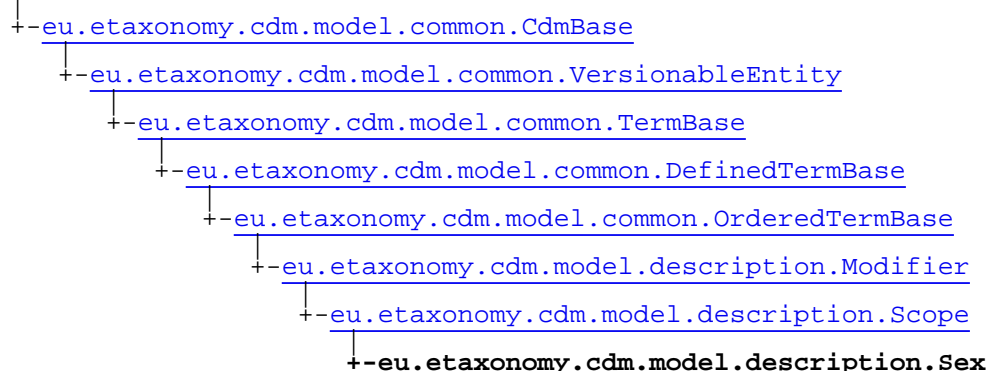 +-eu.etaxonomy.cdm.model.common.CdmBase
+-eu.etaxonomy.cdm.model.common.VersionableEntity
+-eu.etaxonomy.cdm.model.common.TermBase
+-eu.etaxonomy.cdm.model.common.DefinedTermBase
+-eu.etaxonomy.cdm.model.common.OrderedTermBase
+-eu.etaxonomy.cdm.model.description.Modifier
+-eu.etaxonomy.cdm.model.description.Scope
+-eu.etaxonomy.cdm.model.description.Sex